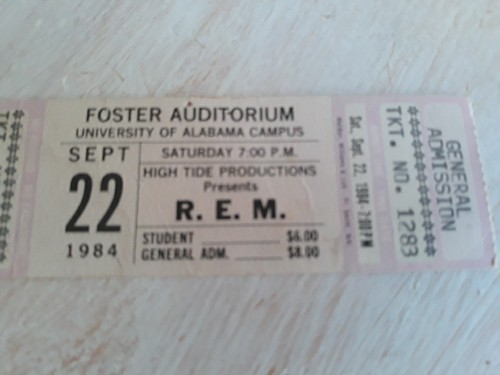 FOSTER AUDITORIUM
UNIVERSITY OF ALABAMA CAMPUS
SEPT
22
1984
SATURDAY 7:00 P.M.
HIGH TIDE PRODUCTIONS
Presents
R. E. M.
STUDENT $6.00
GENERAL ADM. $8.00
Sat., Sept. 22, 1984 - 7:00 PM
GENERAL
ADMISSION
TKT. NO. 1283
TKT.